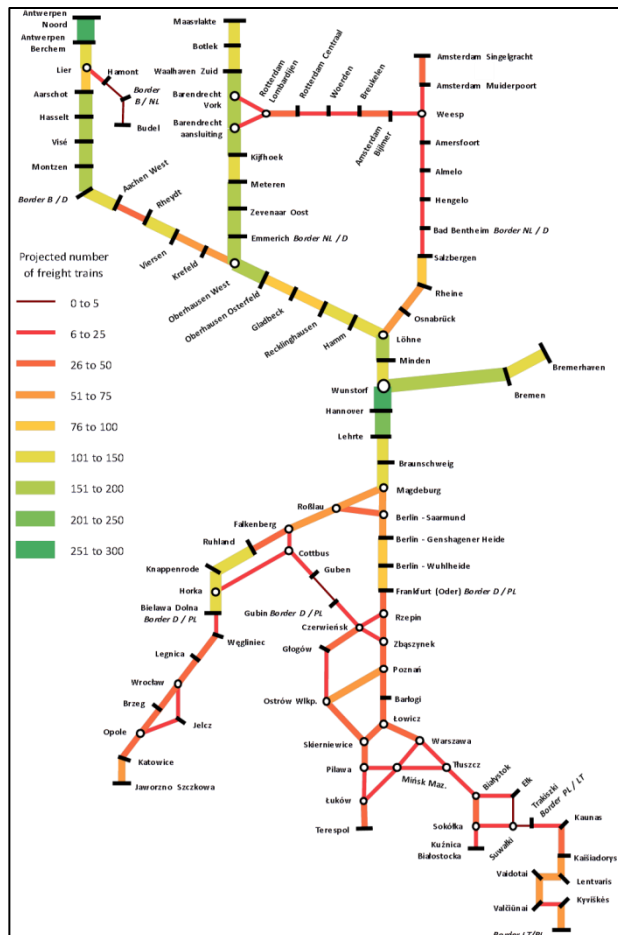 Antwerpen
Noord
Antwerpen
Berchem
Lier
Hamont
Border
B / NL
Budel
Aarschot
Hasselt
Visé
Montzen
Border B / D
Aachen West
Rheydt
Viersen
Krefeld
Maasvlakte
Botlek
Waalhaven Zuid
Barendrecht
Vork
Barendrecht
aansluiting
Kijfhoek
Meteren
Zevenaar Oost
Emmerich Border NL / D
Rotterdam
Lombardijen
Rotterdam Centraal
Woerden
Breukelen
Amsterdam
Bijlmer
Amsterdam Singelgracht
Amsterdam Muiderpoort
Weesp
Amersfoort
Almelo
Hengelo
Bad Bentheim Border NL / D
Salzbergen
Rheine
Osnabrück
Oberhausen West
Oberhausen Osterfeld
Gladbeck
Recklinghausen
Hamm
Löhne
Minden
Wunstorf
Bremerhaven
Bremen
Hannover
Lehrte
Braunschweig
Magdeburg
Projected number
of freight trains
0 to 5
6 to 25
26 to 50
51 to 75
76 to 100
101 to 150
151 to 200
201 to 250
251 to 300
Roßlau
Falkenberg
Berlin - Saarmund
Ruhland
Cottbus
Berlin - Genshagener Heide
Knappenrode
Guben
Berlin - Wuhlheide
Horka
Bielawa Dolna
Border D / PL
Gubin Border D / PL
Frankfurt (Oder) Border D / PL
Rzepin
Czerwieńsk
Zbąszynek
Węgliniec
Legnica
Głogów
Poznań
Wrocław
Brzeg
Jelcz
Ostrów Wlkp.
Barłogi
Opole
Łowicz
Katowice
Jaworzno Szczkowa
Skierniewice
Warszawa
Pilawa
Mińsk Maz.
Tłuszcz
Łuków
Terespol
Białystok
Ełk
Trakiszki
Border PL / LT
Sokółka
Suwałki
Kuźnica
Białostocka
Kaunas
Kaišiadorys
Vaidotai
Lentvaris
Valčiūnai
Kyviškės
Border LT/PL